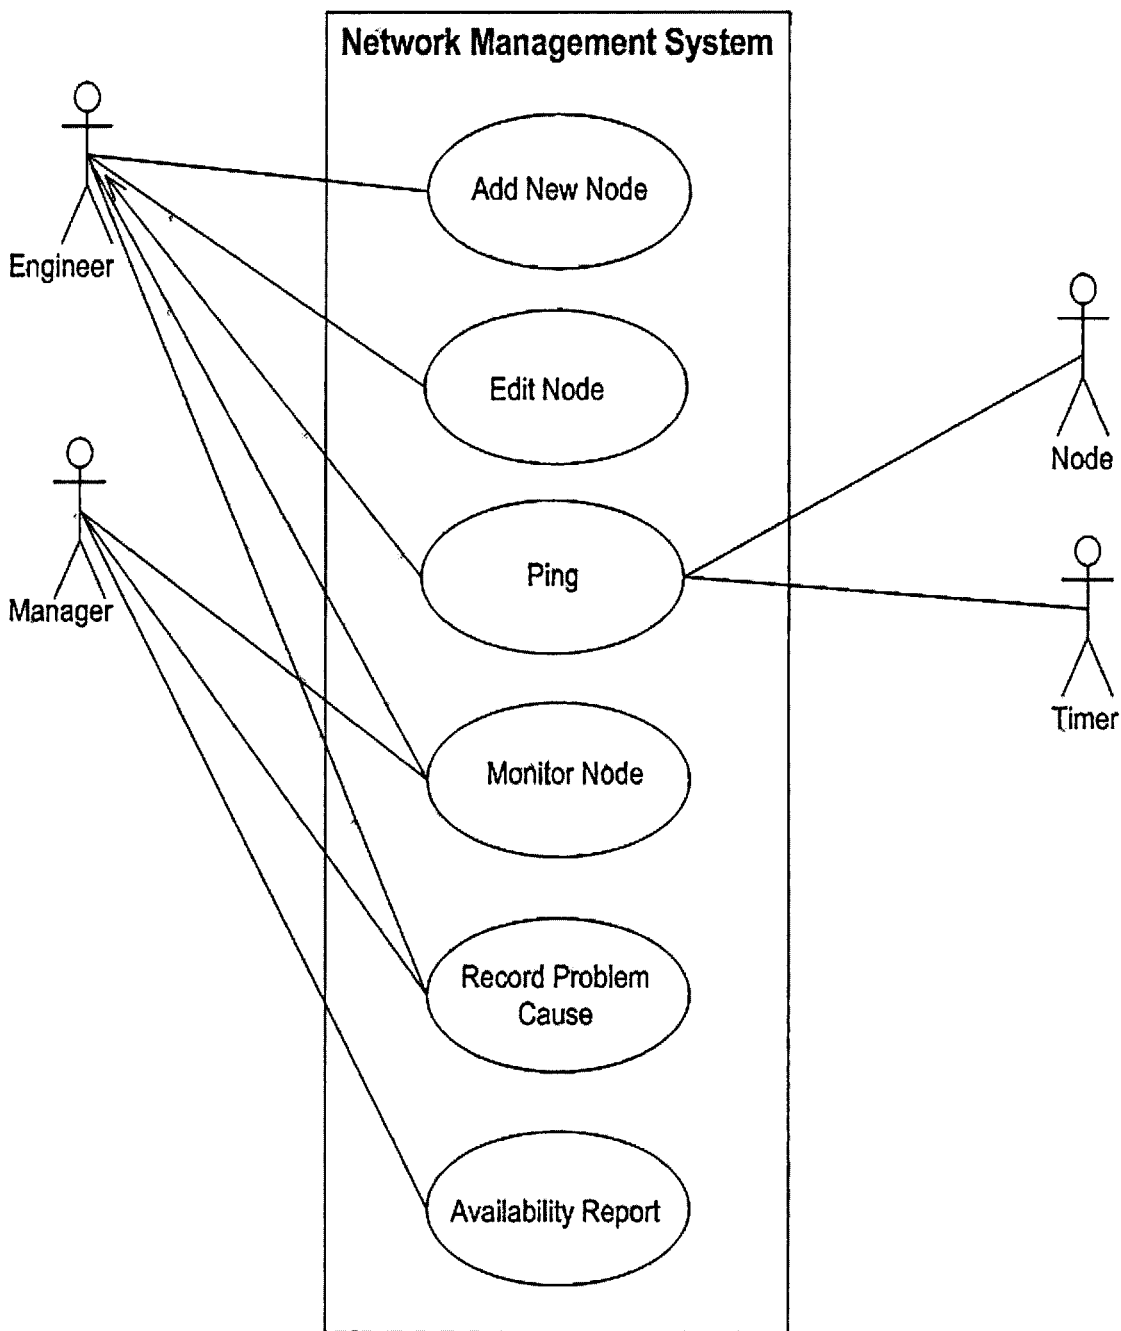 Network Management System
Add New Node
Engineer
Edit Node
Node
Ping
Manager
Timer
Monitor Node
Record Problem
Cause
Availability Report